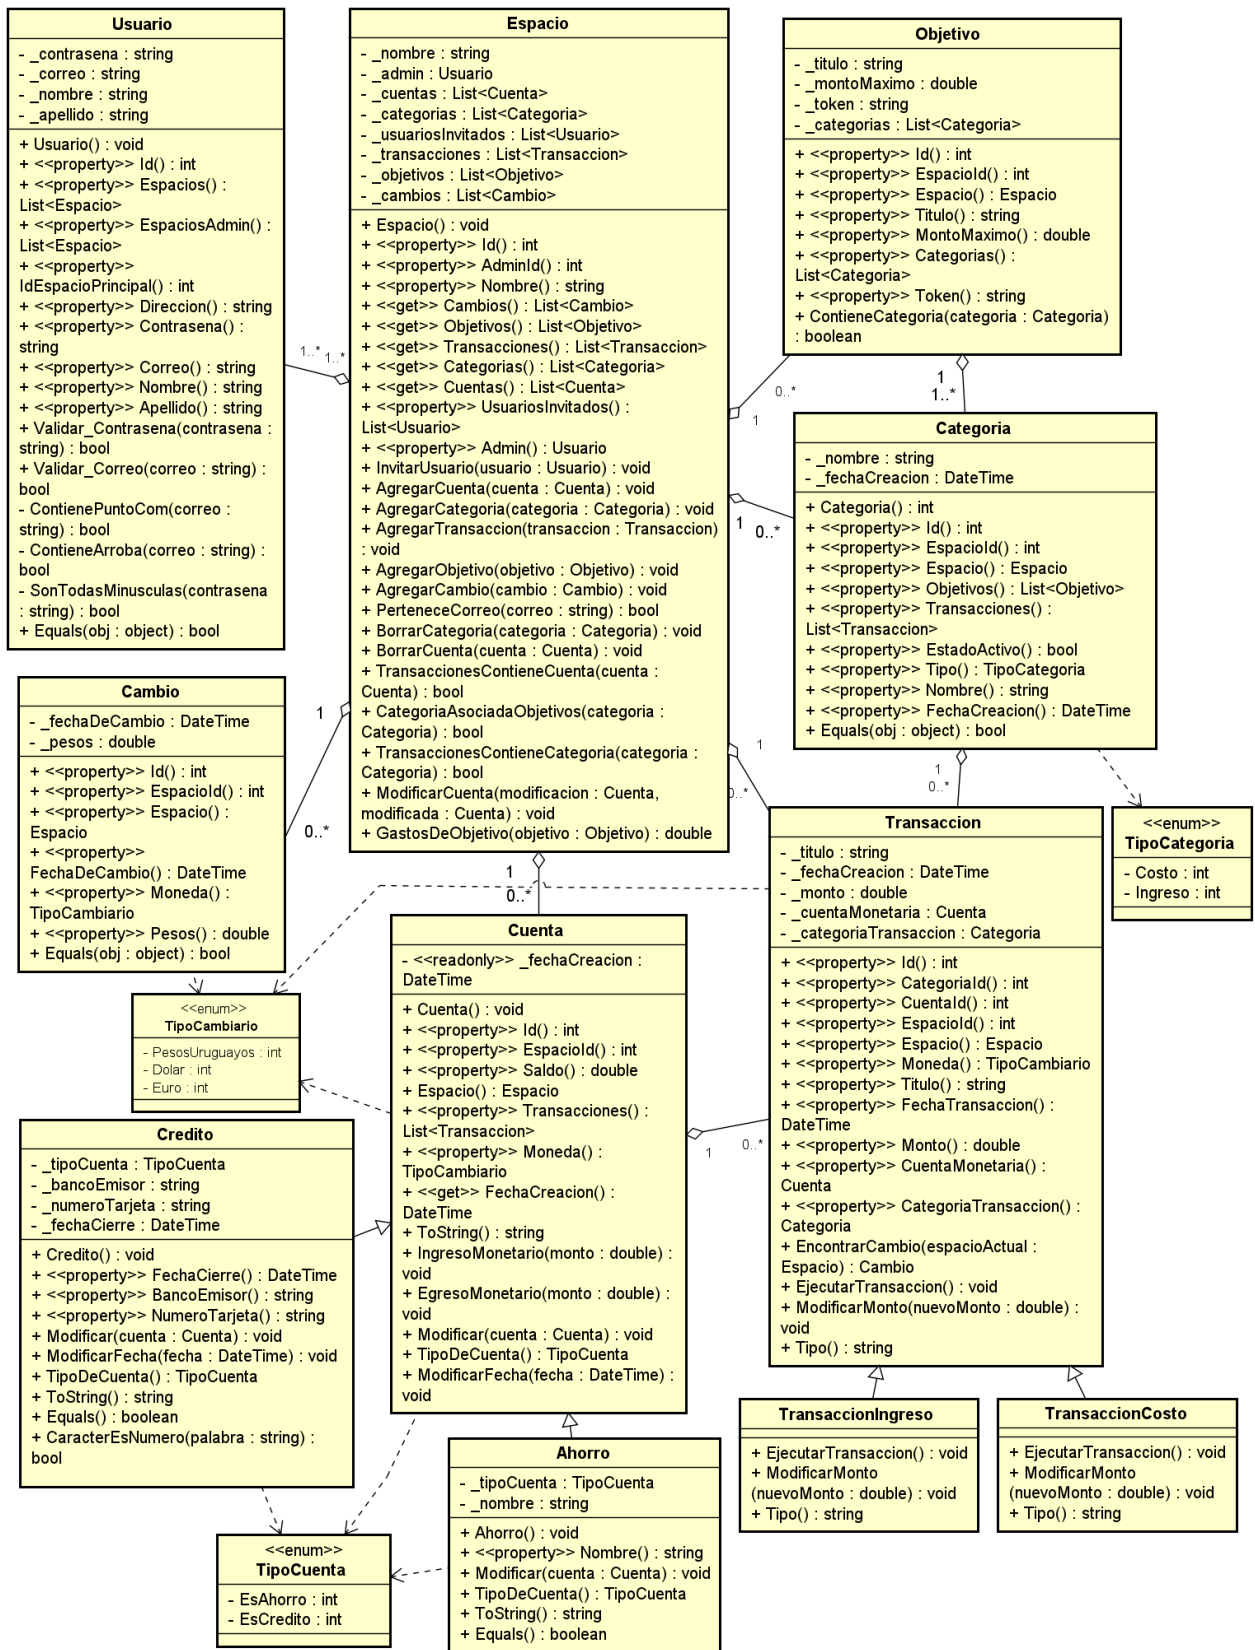 Usuario
- _contrasena : string
- _correo : string
- _nombre : string
- _apellido : string
+ Usuario() : void
+ <<property>> Id() : int
+ <<property>> Espacios() :
List<Espacio>
+ <<property>> EspaciosAdmin() :
List<Espacio>
+ <<property>>
IdEspacioPrincipal() : int
+ <<property>> Direccion() : string
+ <<property>> Contrasena() :
string
+ <<property>> Correo() : string
+ <<property>> Nombre() : string
+ <<property>> Apellido() : string
+ Validar_Contrasena(contrasena :
string) : bool
+ Validar_Correo(correo : string) :
bool
- ContienePuntoCom(correo :
string) : bool
- ContieneArroba(correo : string) :
bool
- SonTodasMinusculas(contrasena
: string) : bool
+ Equals(obj : object) : bool
1..*
1..*
Espacio
- _nombre : string
- _admin : Usuario
- _cuentas : List<Cuenta>
- _categorias : List<Categoria>
- _usuariosInvitados : List<Usuario>
- _transacciones : List<Transaccion>
- _objetivos : List<Objetivo>
- _cambios : List<Cambio>
+ Espacio() : void
+ <<property>> Id() : int
+ <<property>> AdminId() : int
+ <<property>> Nombre() : string
+ <<get>> Cambios() : List<Cambio>
+ <<get>> Objetivos() : List<Objetivo>
+ <<get>> Transacciones() : List<Transaccion>
+ <<get>> Categorias() : List<Categoria>
+ <<get>> Cuentas() : List<Cuenta>
+ <<property>> UsuariosInvitados() :
List<Usuario>
+ <<property>> Admin() : Usuario
+ InvitarUsuario(usuario : Usuario) : void
+ AgregarCuenta(cuenta : Cuenta) : void
+ AgregarCategoria(categoria : Categoria) : void
+ AgregarTransaccion(transaccion : Transaccion)
: void
+ AgregarObjetivo(objetivo : Objetivo) : void
+ AgregarCambio(cambio : Cambio) : void
+ PerteneceCorreo(correo : string) : bool
+ BorrarCategoria(categoria : Categoria) : void
+ BorrarCuenta(cuenta : Cuenta) : void
+ TransaccionesContieneCuenta(cuenta :
Cuenta) : bool
+ CategoriaAsociadaObjetivos(categoria :
Categoria) : bool
+ TransaccionesContieneCategoria(categoria :
Categoria) : bool
+ ModificarCuenta(modificacion : Cuenta,
modificada : Cuenta) : void
+ GastosDeObjetivo(objetivo : Objetivo) : double
Objetivo
- _titulo : string
- _montoMaximo : double
- _token : string
- _categorias : List<Categoria>
+ <<property>> Id() : int
+ <<property>> EspacioId() : int
+ <<property>> Espacio() : Espacio
+ <<property>> Titulo() : string
+ <<property>> MontoMaximo() : double
+ <<property>> Categorias() :
List<Categoria>
+ <<property>> Token() : string
+ ContieneCategoria(categoria : Categoria)
: boolean
0..*
1
1
1..*
Categoria
- _nombre : string
- _fechaCreacion : DateTime
+ Categoria() : int
+ <<property>> Id() : int
+ <<property>> EspacioId() : int
+ <<property>> Espacio() : Espacio
+ <<property>> Objetivos() : List<Objetivo>
+ <<property>> Transacciones() :
List<Transaccion>
+ <<property>> EstadoActivo() : bool
+ <<property>> Tipo() : TipoCategoria
+ <<property>> Nombre() : string
+ <<property>> FechaCreacion() : DateTime
+ Equals(obj : object) : bool
1
0..*
1
0..*
1
0..*
Cambio
- _fechaDeCambio : DateTime
- _pesos : double
+ <<property>> Id() : int
+ <<property>> EspacioId() : int
+ <<property>> Espacio() :
Espacio
+ <<property>>
FechaDeCambio() : DateTime
+ <<property>> Moneda() :
TipoCambiario
+ <<property>> Pesos() : double
+ Equals(obj : object) : bool
1
0..*
1
0..*
<<enum>>
TipoCategoria
- Costo : int
- Ingreso : int
Transaccion
- _titulo : string
- _fechaCreacion : DateTime
- _monto : double
- _cuentaMonetaria : Cuenta
- _categoriaTransaccion : Categoria
+ <<property>> Id() : int
+ <<property>> CategoriaId() : int
+ <<property>> CuentaId() : int
+ <<property>> EspacioId() : int
+ <<property>> Espacio() : Espacio
+ <<property>> Moneda() : TipoCambiario
+ <<property>> Titulo() : string
+ <<property>> FechaTransaccion() :
DateTime
+ <<property>> Monto() : double
+ <<property>> CuentaMonetaria() :
Cuenta
+ <<property>> CategoriaTransaccion() :
Categoria
+ EncontrarCambio(espacioActual :
Espacio) : Cambio
+ EjecutarTransaccion() : void
+ ModificarMonto(nuevoMonto : double) :
void
+ Tipo() : string
<<enum>>
TipoCambiario
- PesosUruguayos : int
- Dolar : int
- Euro : int
Cuenta
- <<readonly>> _fechaCreacion :
DateTime
+ Cuenta() : void
+ <<property>> Id() : int
+ <<property>> EspacioId() : int
+ <<property>> Saldo() : double
+ Espacio() : Espacio
+ <<property>> Transacciones() :
List<Transaccion>
+ <<property>> Moneda() :
TipoCambiario
+ <<get>> FechaCreacion() :
DateTime
+ ToString() : string
+ IngresoMonetario(monto : double) :
void
+ EgresoMonetario(monto : double) :
void
+ Modificar(cuenta : Cuenta) : void
+ TipoDeCuenta() : TipoCuenta
+ ModificarFecha(fecha : DateTime) :
void
1
0..*
Credito
- _tipoCuenta : TipoCuenta
- _bancoEmisor : string
- _numeroTarjeta : string
- _fechaCierre : DateTime
+ Credito() : void
+ <<property>> FechaCierre() : DateTime
+ <<property>> BancoEmisor() : string
+ <<property>> NumeroTarjeta() : string
+ Modificar(cuenta : Cuenta) : void
+ ModificarFecha(fecha : DateTime) : void
+ TipoDeCuenta() : TipoCuenta
+ ToString() : string
+ Equals() : boolean
+ CaracterEsNumero(palabra : string) :
bool
TransaccionIngreso
+ EjecutarTransaccion() : void
+ ModificarMonto
(nuevoMonto : double) : void
+ Tipo() : string
TransaccionCosto
+ EjecutarTransaccion() : void
+ ModificarMonto
(nuevoMonto : double) : void
+ Tipo() : string
Ahorro
- _tipoCuenta : TipoCuenta
- _nombre : string
+ Ahorro() : void
+ <<property>> Nombre() : string
+ Modificar(cuenta : Cuenta) : void
+ TipoDeCuenta() : TipoCuenta
+ ToString() : string
+ Equals() : boolean
<<enum>>
TipoCuenta
- EsAhorro : int
- EsCredito : int